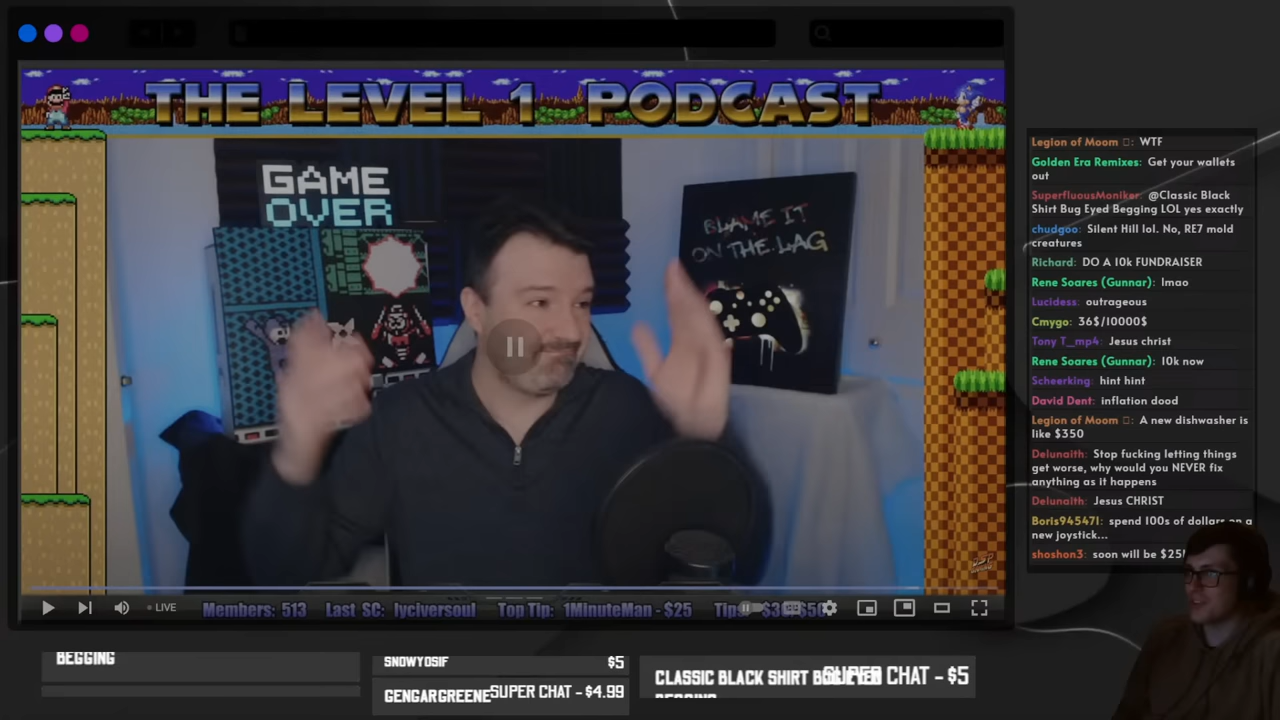 THE LEVEL 1 PODCAST
GAME
OVER
BLAME IT
ON THE LAG
Legion of Moom : WTF
Golden Era Remixes: Get your wallets
out
SuperfluousMoniker: @Classic Black
Shirt Bug Eyed Begging LOL yes exactly
chudgoo: Silent Hill lol. No, RE7 mold
creatures
Richard: DO A 10k FUNDRAISER
Rene Soares (Gunnar): lmao
Lucidess: outrageous
Cmygo: 36$/10000$
Tony T_mp4: Jesus christ
Rene Soares (Gunnar): 10k now
Scheerking: hint hint
David Dent: inflation dood
Legion of Moom : A new dishwasher is
like $350
Delunaith: Stop fucking letting things
get worse, why would you NEVER fix
anything as it happens
Delunaith: Jesus CHRIST
Boris945471: spend 100s of dollars on a
new joystick...
shoshon3: soon will be
DSP
LIVE
Members: 513 Last SC: lyciversoul Top Tip: 1MinuteMan - $25
BEGGING
SNOWYOSIF $5
GENGARGREENE SUPER CHAT - $4.99
CLASSIC BLACK SHIRT SUPER CHAT - $5
BEGGING